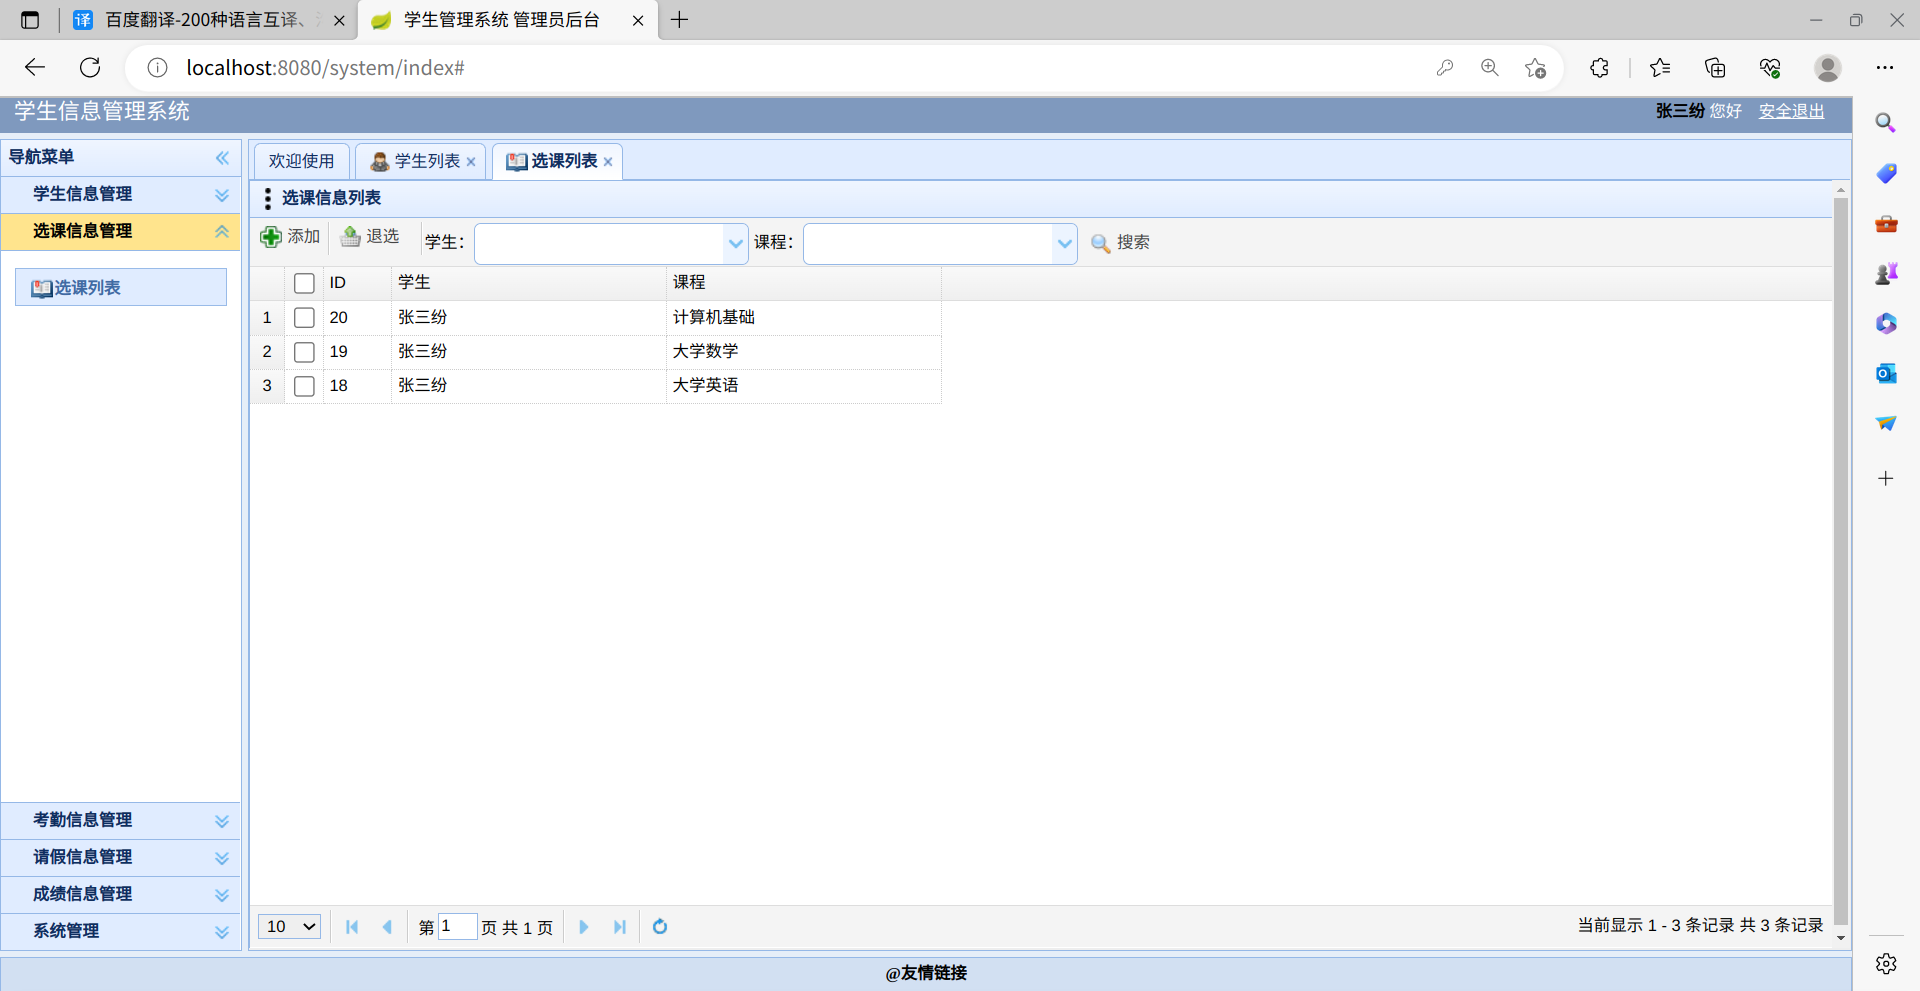 译 百度翻译-200种语言互译、
学生管理系统 管理员后台
localhost:8080/system/index#
学生信息管理系统
张三纷 您好 安全退出
导航菜单
学生信息管理
选课信息管理
选课列表
考勤信息管理
请假信息管理
成绩信息管理
系统管理
欢迎使用
学生列表
选课列表
选课信息列表
添加 退选 学生： 课程： 搜索
ID 学生 课程
1 20 张三纷 计算机基础
2 19 张三纷 大学数学
3 18 张三纷 大学英语
10 第 1 页 共 1 页
当前显示 1 - 3 条记录 共 3 条记录
@友情链接